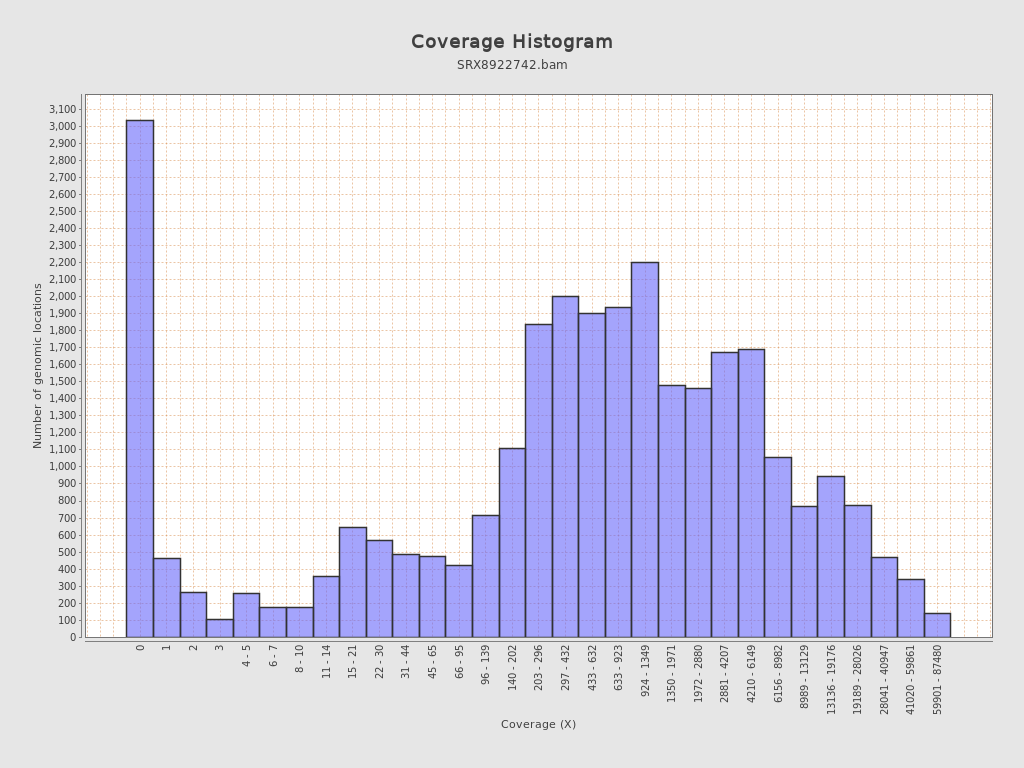 Coverage Histogram
SRX8922742.bam
Number of genomic locations
3,100
3,000
2,900
2,800
2,700
2,600
2,500
2,400
2,300
2,200
2,100
2,000
1,900
1,800
1,700
1,600
1,500
1,400
1,300
1,200
1,100
1,000
900
800
700
600
500
400
300
200
100
0
0
1
2
3
4 - 5
6 - 7
8 - 10
11 - 14
15 - 21
22 - 30
31 - 44
45 - 65
66 - 95
96 - 139
140 - 202
203 - 296
297 - 432
433 - 632
633 - 923
924 - 1349
1350 - 1971
1972 - 2880
2881 - 4207
4210 - 6149
6156 - 8982
8989 - 13129
13136 - 19176
19189 - 28026
28041 - 40947
41020 - 59861
59901 - 87480
Coverage (X)